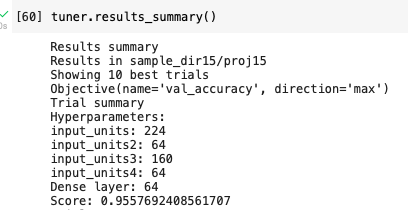 [60] tuner.results_summary()
Results summary
Results in sample_dir15/proj15
Showing 10 best trials
Objective(name='val_accuracy', direction='max')
Trial summary
Hyperparameters:
input_units: 224
input_units2: 64
input_units3: 160
input_units4: 64
Dense layer: 64
Score: 0.9557692408561707